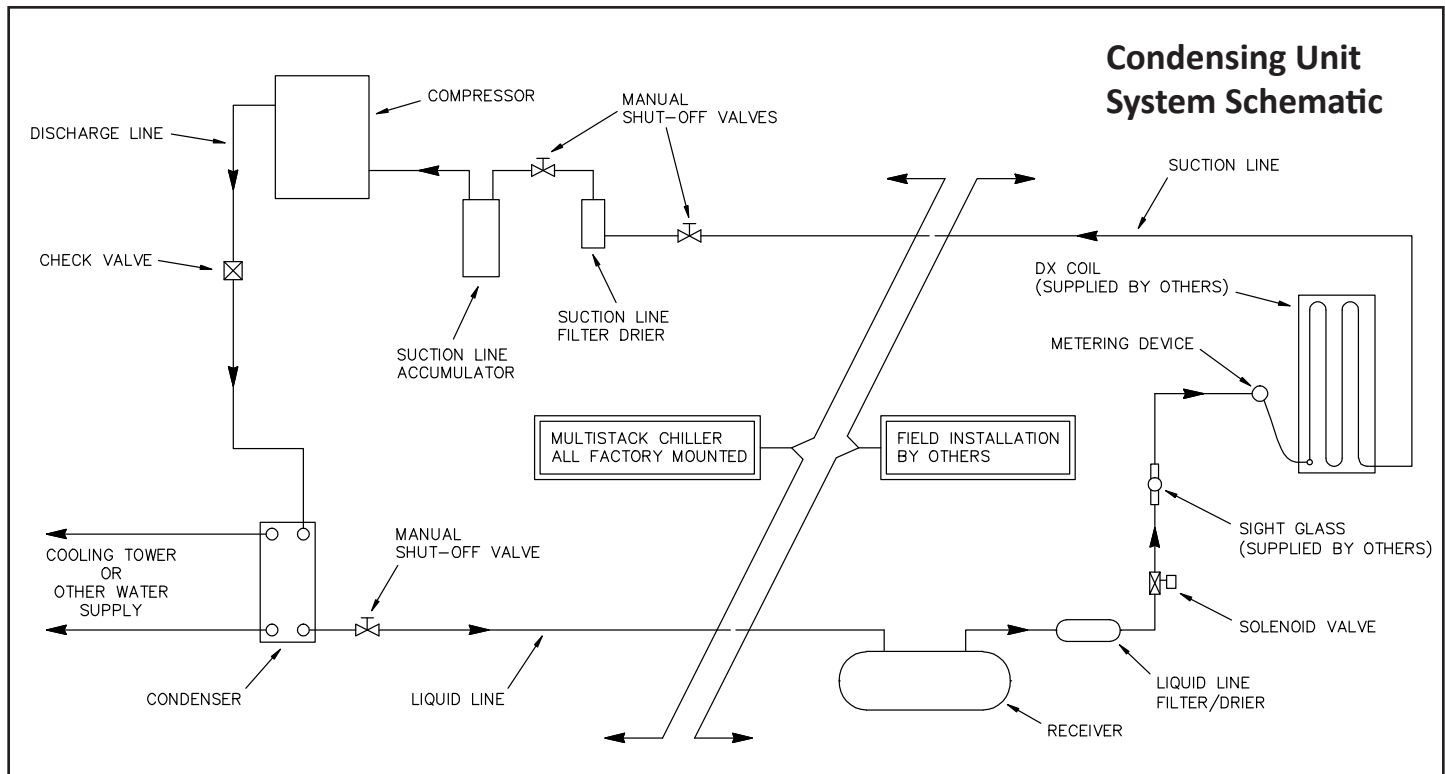 Condensing Unit
System Schematic
COMPRESSOR
MANUAL
SHUT-OFF VALVES
DISCHARGE LINE
SUCTION LINE
CHECK VALVE
DX COIL
(SUPPLIED BY OTHERS)
SUCTION LINE
FILTER DRIER
SUCTION LINE
ACCUMULATOR
METERING DEVICE
MULTISTACK CHILLER
ALL FACTORY MOUNTED
FIELD INSTALLATION
BY OTHERS
SIGHT GLASS
(SUPPLIED BY OTHERS)
MANUAL
SHUT-OFF VALVE
COOLING TOWER
OR
OTHER WATER
SUPPLY
SOLENOID VALVE
CONDENSER
LIQUID LINE
LIQUID LINE
FILTER/DRIER
RECEIVER